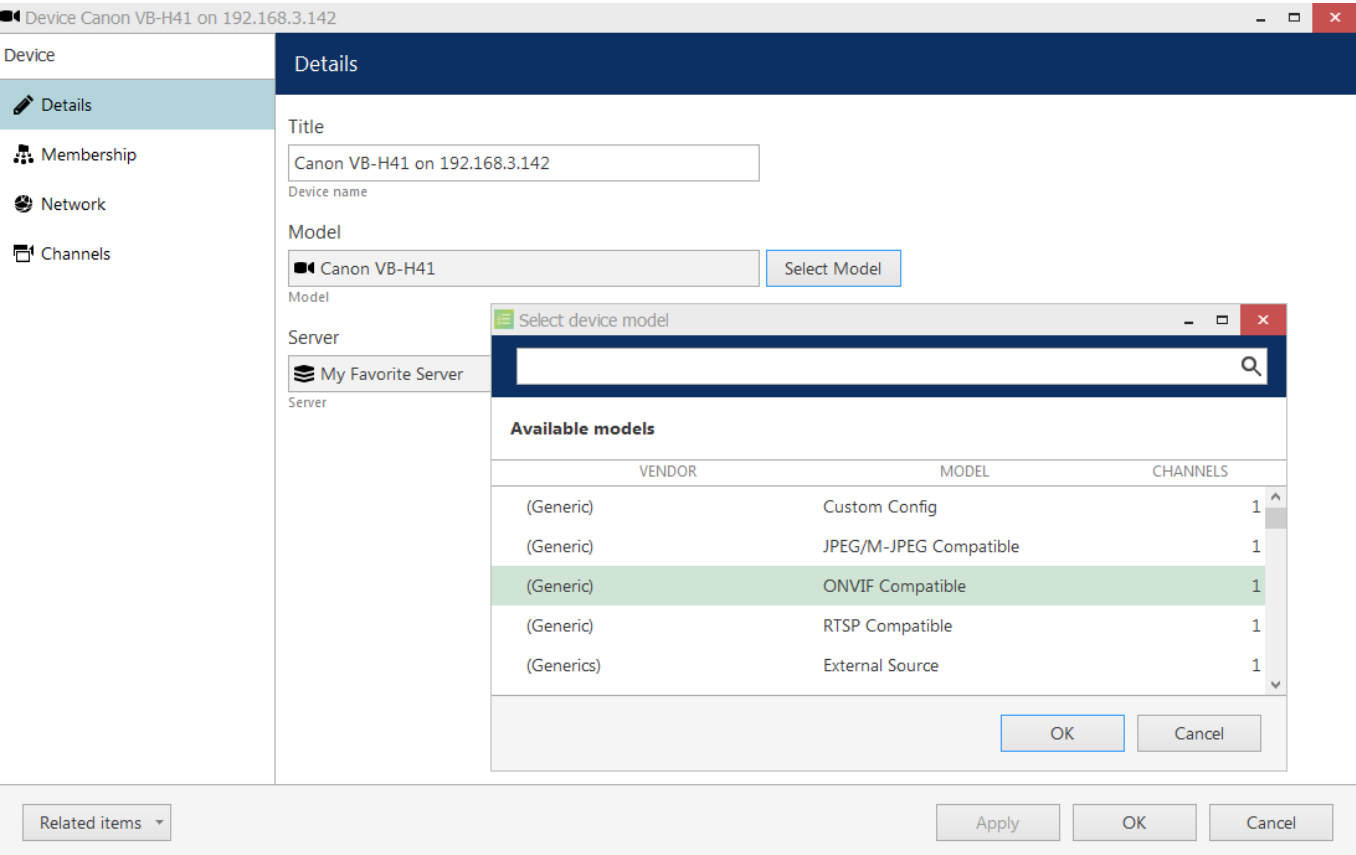 Device Canon VB-H41 on 192.168.3.142
Device
Details
Membership
Network
Channels
Details
Title
Canon VB-H41 on 192.168.3.142
Device name
Model
Canon VB-H41
Select Model
Model
Server
My Favorite Server
Server
Select device model
Available models
VENDOR MODEL CHANNELS
(Generic) Custom Config 1
(Generic) JPEG/M-JPEG Compatible 1
(Generic) ONVIF Compatible 1
(Generic) RTSP Compatible 1
(Generics) External Source 1
OK Cancel
Related items Apply OK Cancel